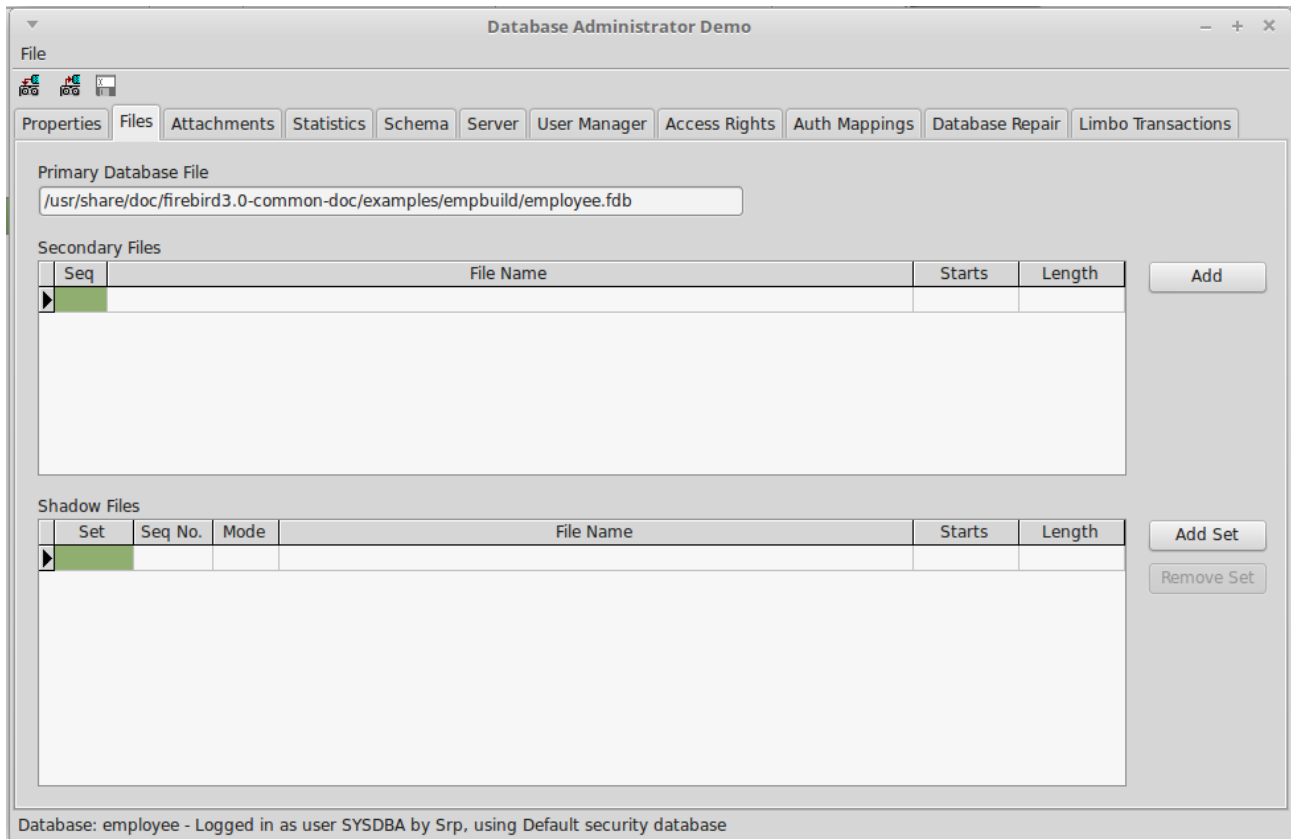 Database Administrator Demo
File
Properties Files Attachments Statistics Schema Server User Manager Access Rights Auth Mappings Database Repair Limbo Transactions
Primary Database File
/usr/share/doc/firebird3.0-common-doc/examples/empbuild/employee.fdb
Secondary Files
Seq File Name Starts Length
Add
Shadow Files
Set Seq No. Mode File Name Starts Length
Add Set
Remove Set
Database: employee - Logged in as user SYSDBA by Srp, using Default security database